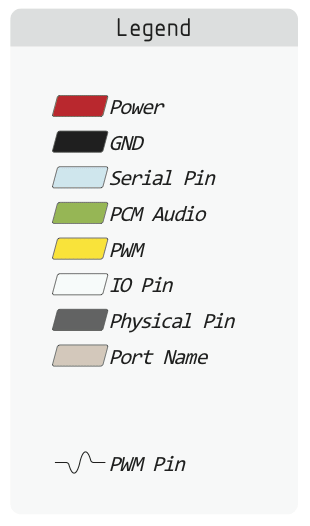 Legend
Power
GND
Serial Pin
PCM Audio
PWM
IO Pin
Physical Pin
Port Name
PWM Pin